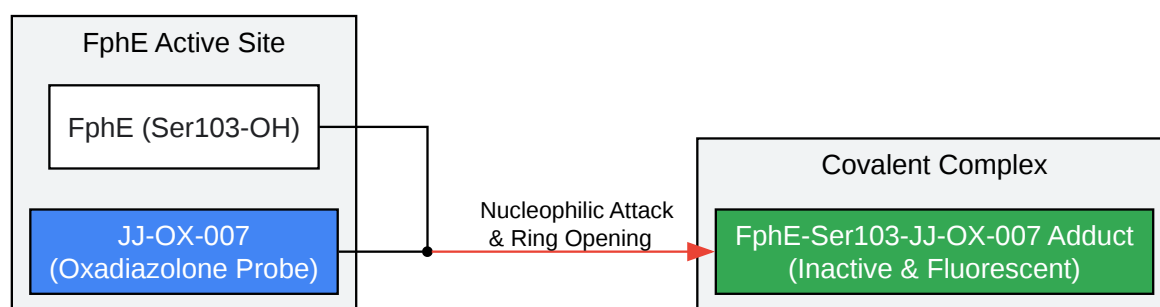 FphE Active Site
FphE (Ser103-OH)
JJ-OX-007
(Oxadiazolone Probe)
Nucleophilic Attack
& Ring Opening
Covalent Complex
FphE-Ser103-JJ-OX-007 Adduct
(Inactive & Fluorescent)